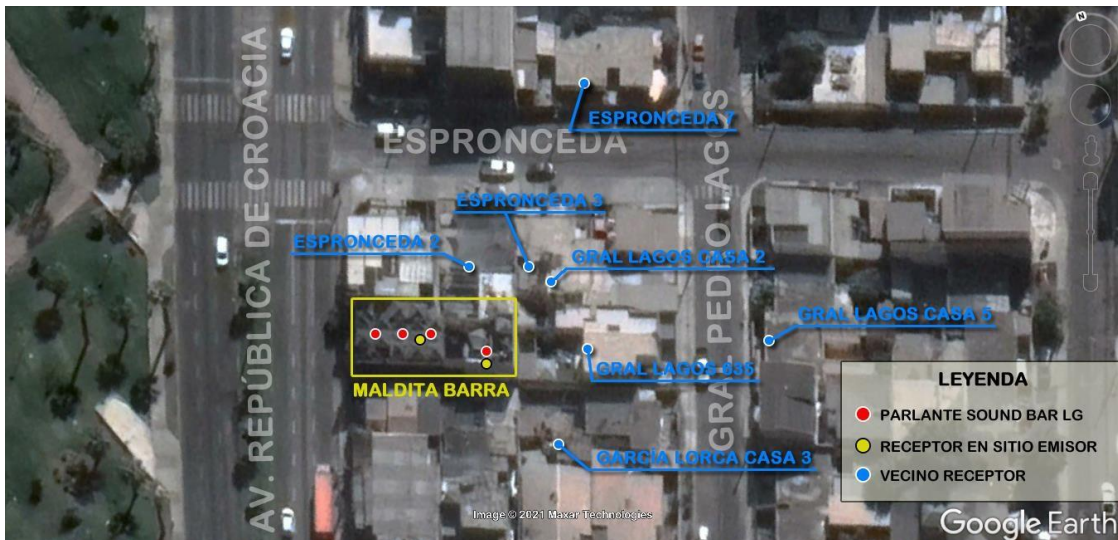 N
ESPRONCEDA 7
ESPRONCEDA
AV. REPÚBLICA DE CROACIA
GRAL PEDRO LAGOS
ESPRONCEDA 3
ESPRONCEDA 2
GRAL LAGOS CASA 2
GRAL LAGOS CASA 5
GRAL LAGOS 635
MALDITA BARRA
GARCÍA LORCA CASA 3
LEYENDA
PARLANTE SOUND BAR LG
RECEPTOR EN SITIO EMISOR
VECINO RECEPTOR
Image © 2021 Maxar Technologies
Google Earth